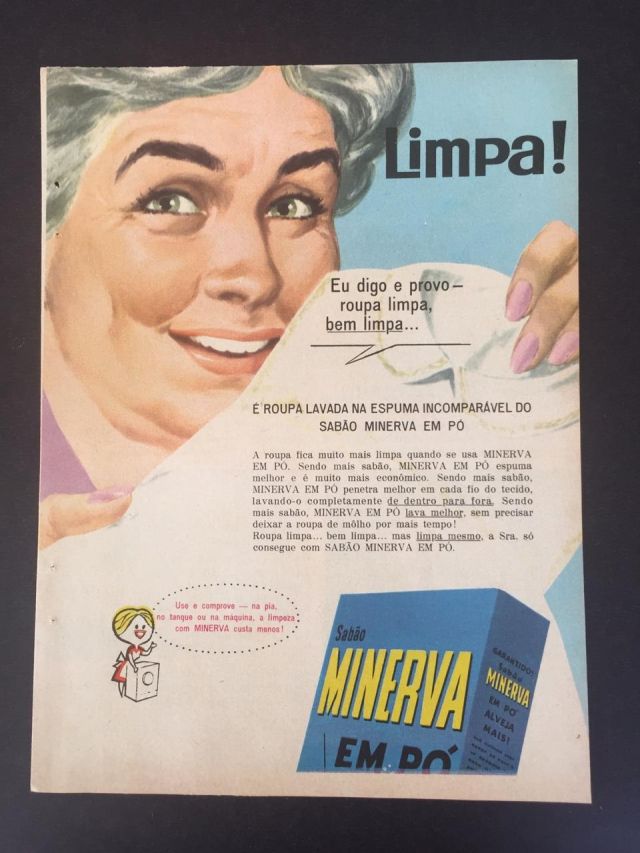 Limpa!
Eu digo e provo—
roupa limpa,
bem limpa...
É ROUPA LAVADA NA ESPUMA INCOMPARÁVEL DO
SABÃO MINERVA EM PÓ
A roupa fica muito mais limpa quando se usa MINERVA
EM PÓ. Sendo mais sabão, MINERVA EM PÓ espuma
melhor e é muito mais econômico. Sendo mais sabão,
MINERVA EM PÓ penetra melhor em cada fio do tecido,
lavando-o completamente de dentro para fora. Sendo
mais sabão, MINERVA EM PÓ lava melhor, sem precisar
deixar a roupa de môlho por mais tempo!
Roupa limpa... bem limpa... mas limpa mesmo, a Sra. só
consegue com SABÃO MINERVA EM PÓ.
Use e comprove — na pia,
no tanque ou na máquina, a limpeza
com MINERVA custa menos!
Sabão
MINERVA
EM PÓ
GARANTIDO!
Sabão
MINERVA
EM PÓ
ALVEJA
MAIS!